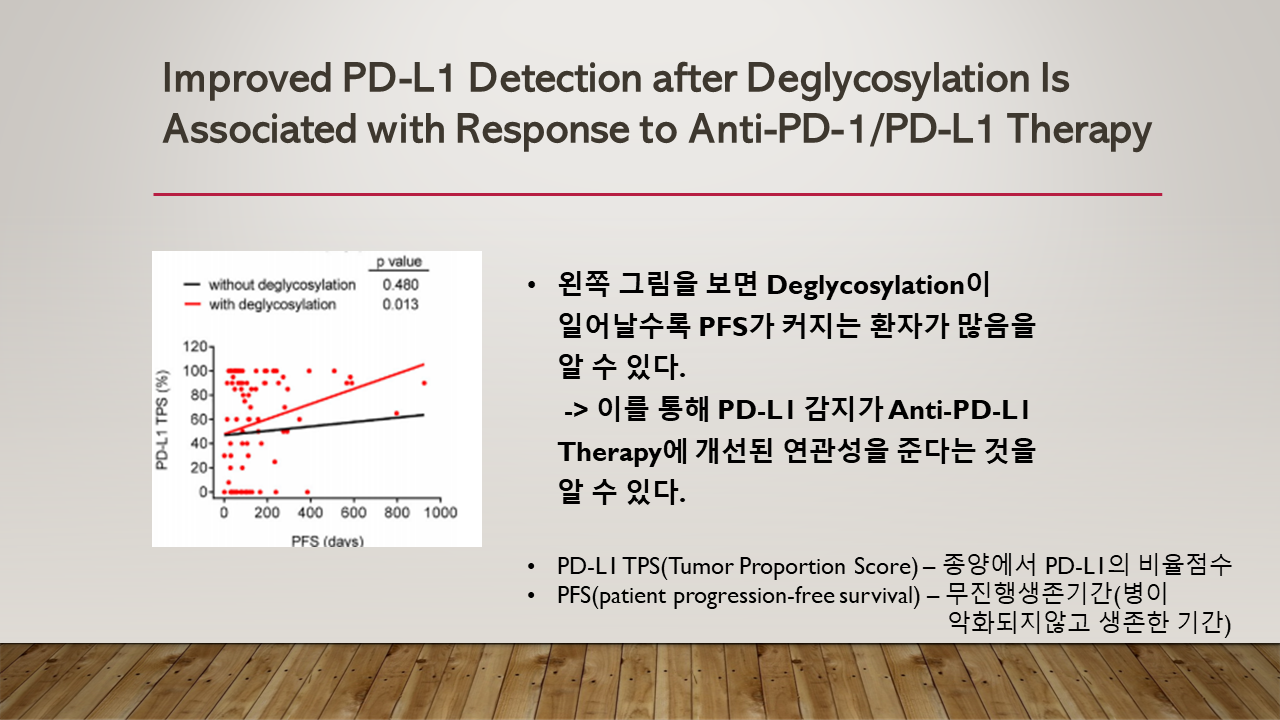 Improved PD-L1 Detection after Deglycosylation Is
Associated with Response to Anti-PD-1/PD-L1 Therapy
p value
without deglycosylation 0.480
with deglycosylation 0.013
120
100
80
60
40
20
0
PD-L1 TPS (%)
0 200 400 600 800 1000
PFS (days)
• 왼쪽 그림을 보면 Deglycosylation이
일어날수록 PFS가 커지는 환자가 많음을
알 수 있다.
-> 이를 통해 PD-L1 감지가 Anti-PD-L1
Therapy에 개선된 연관성을 준다는 것을
알 수 있다.
• PD-L1 TPS(Tumor Proportion Score) – 종양에서 PD-L1의 비율점수
• PFS(patient progression-free survival) – 무진행생존기간(병이
악화되지않고 생존한 기간)